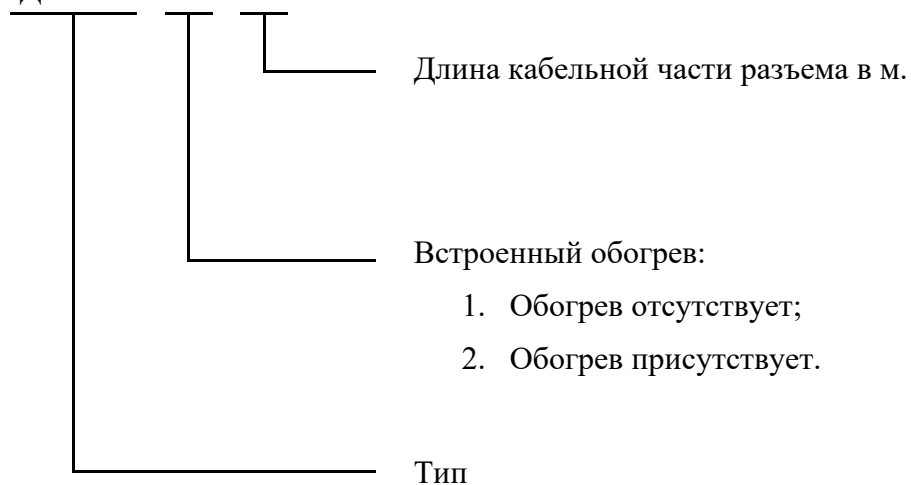 Длина кабельной части разъема в м.
Встроенный обогрев:
1. Обогрев отсутствует;
2. Обогрев присутствует.
Тип